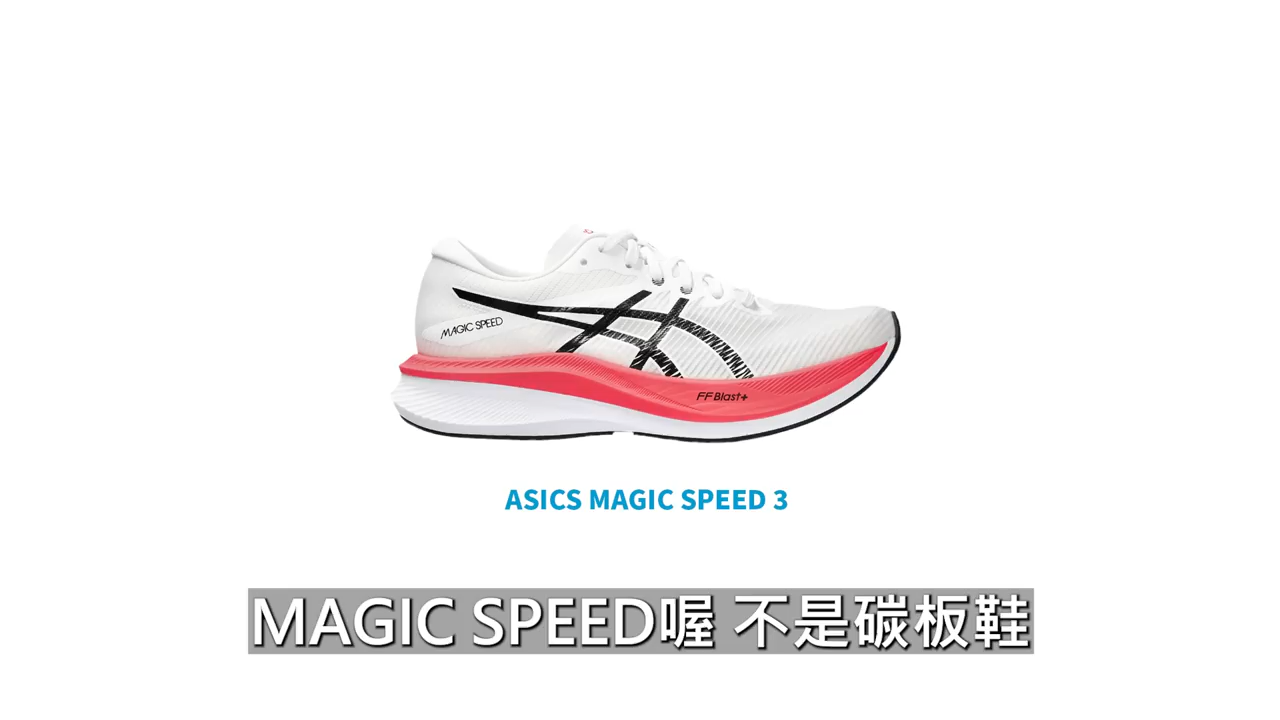 MAGIC SPEED
FF Blast+
ASICS MAGIC SPEED 3
MAGIC SPEED喔 不是碳板鞋